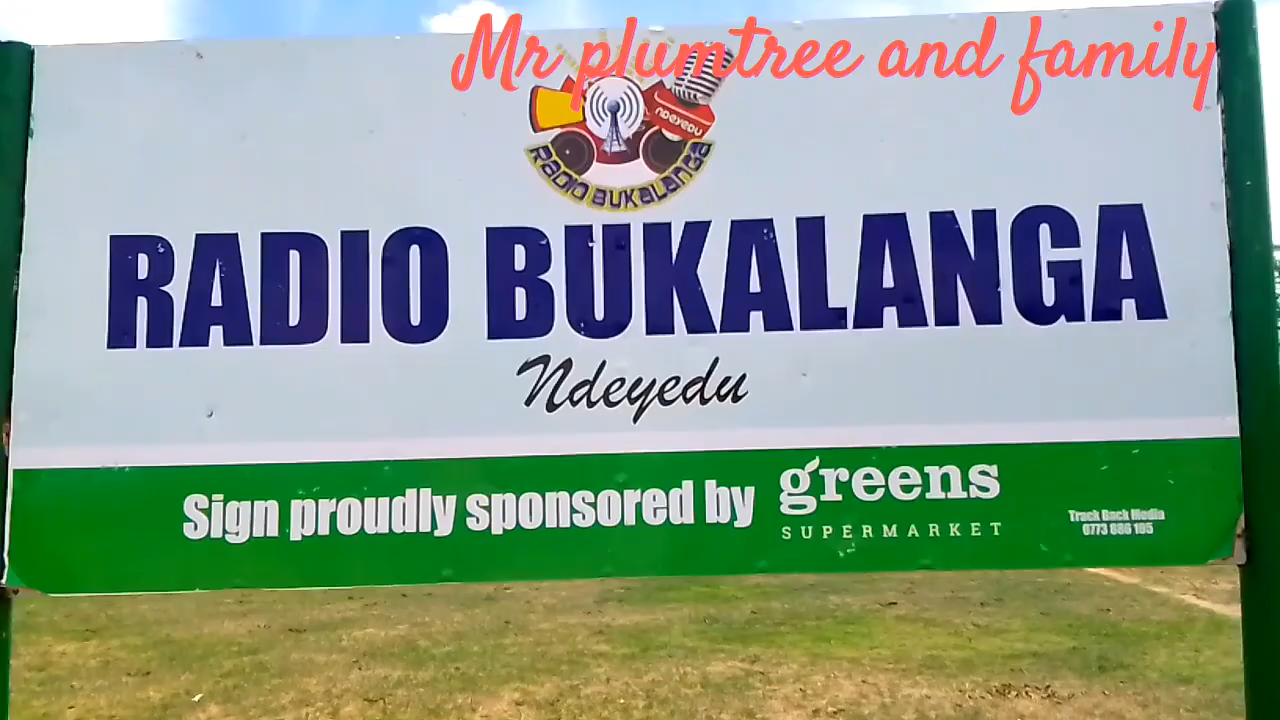 Mr plumtree and family
NDEYEDU
RADIO BUKALANGA
RADIO BUKALANGA
Ndeyedu
Sign proudly sponsored by greens
SUPERMARKET
Track Back Media
0773 886 195